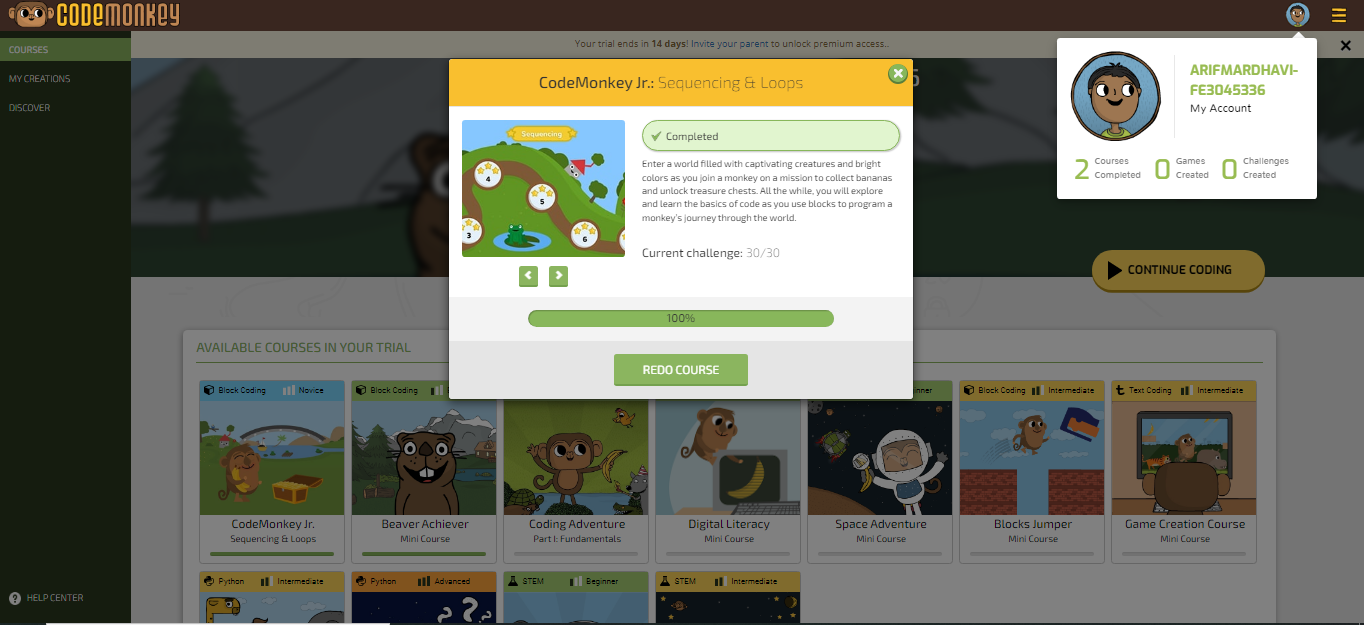 CODEMONKEY
COURSES
MY CREATIONS
DISCOVER
HELP CENTER
Your trial ends in 14 days! Invite your parent to unlock premium access..
ARIFMARDHAVI-
FE3045336
My Account
2 Courses Completed
0 Games Created
0 Challenges Created
CONTINUE CODING
CodeMonkey Jr.: Sequencing & Loops
Sequencing
4
5
3
6
Completed
Enter a world filled with captivating creatures and bright
colors as you join a monkey on a mission to collect bananas
and unlock treasure chests. All the while, you will explore
and learn the basics of code as you use blocks to program a
monkey's journey through the world.
Current challenge: 30/30
100%
REDO COURSE
AVAILABLE COURSES IN YOUR TRIAL
Block Coding Novice
Block Coding
Block Coding Intermediate
Text Coding Intermediate
CodeMonkey Jr.
Sequencing & Loops
Beaver Achiever
Mini Course
Coding Adventure
Part I: Fundamentals
Digital Literacy
Mini Course
Space Adventure
Mini Course
Blocks Jumper
Mini Course
Game Creation Course
Mini Course
Python Intermediate
Python Advanced
STEM Beginner
STEM Intermediate